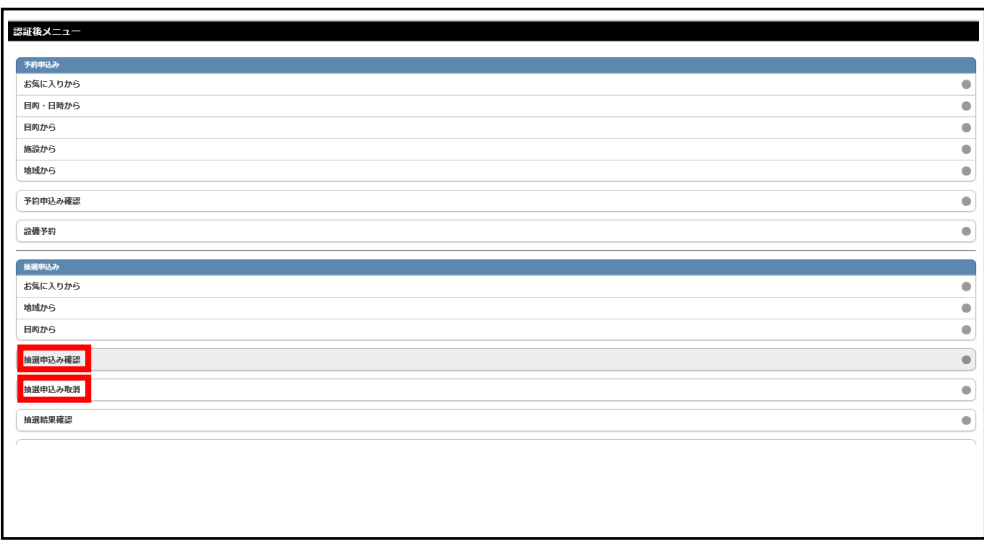 認証後メニュー
予約申込み
お気に入りから
目的・日時から
目的から
施設から
地域から
予約申込み確認
設備予約
抽選申込み
お気に入りから
地域から
目的から
抽選申込み確認
抽選申込み取消
抽選結果確認